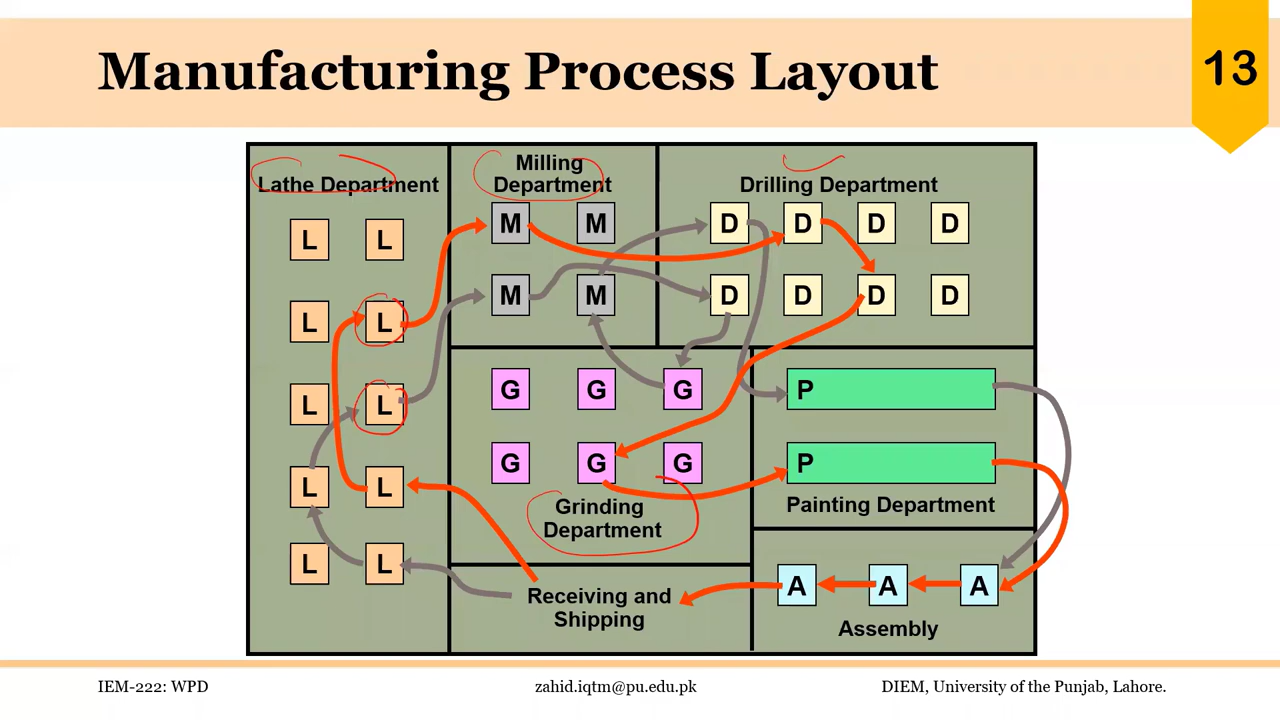 Manufacturing Process Layout
13
Lathe Department
Milling
Department
Drilling Department
L L
L L
L L
L L
L L
M M
M M
D D D D
D D D D
G G G
G G G
Grinding
Department
P
P
Painting Department
Receiving and
Shipping
A A A
Assembly
IEM-222: WPD
zahid.iqtm@pu.edu.pk
DIEM, University of the Punjab, Lahore.